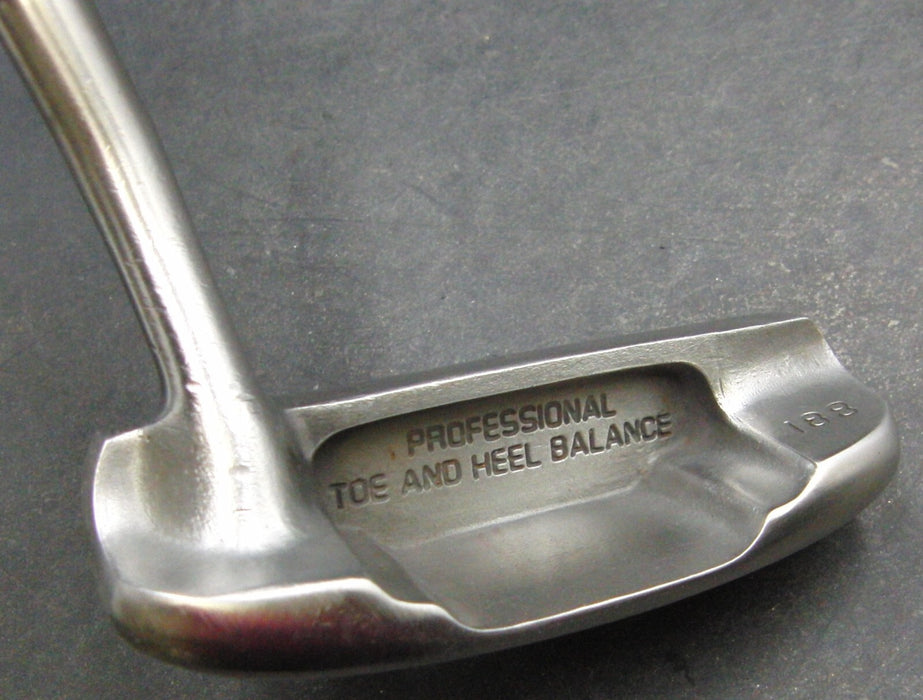 PROFESSIONAL
TOE AND HEEL BALANCE
188